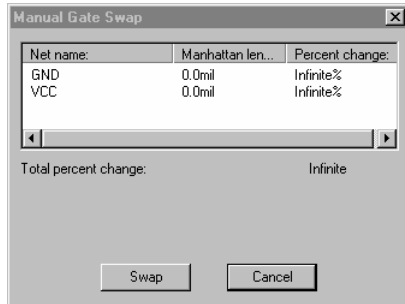 Manual Gate Swap
Net name: Manhattan len... Percent change:
GND 0.0mil Infinite%
VCC 0.0mil Infinite%
Total percent change: Infinite
Swap Cancel